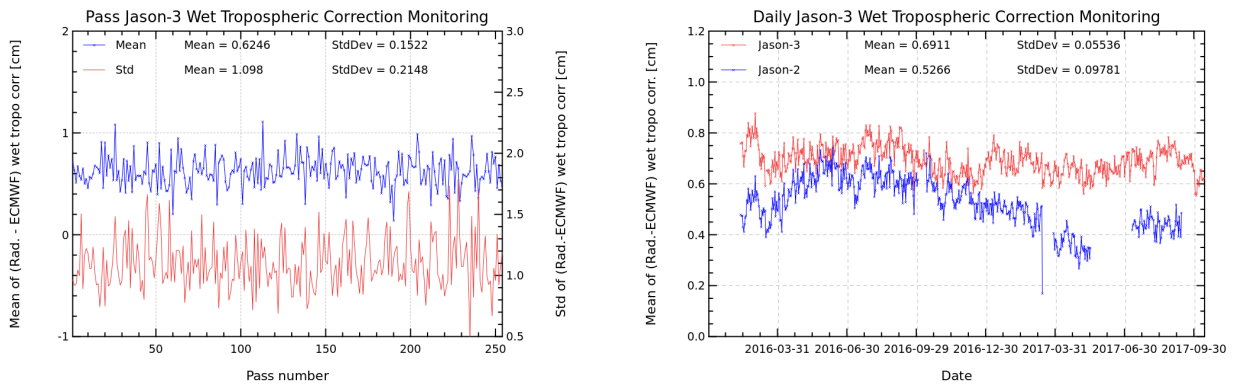 Pass Jason-3 Wet Tropospheric Correction Monitoring
Mean Mean = 0.6246 StdDev = 0.1522
Std Mean = 1.098 StdDev = 0.2148
Mean of (Rad. - ECMWF) wet tropo corr [cm]
2
1
0
-1
3.0
2.5
2.0
1.5
1.0
0.5
Std of (Rad.-ECMWF) wet tropo corr [cm]
50 100 150 200 250
Pass number
Daily Jason-3 Wet Tropospheric Correction Monitoring
Jason-3 Mean = 0.6911 StdDev = 0.05536
Jason-2 Mean = 0.5266 StdDev = 0.09781
Mean of (Rad.-ECMWF) wet tropo corr. [cm]
1.2
1.0
0.8
0.6
0.4
0.2
0.0
2016-03-31 2016-06-30 2016-09-29 2016-12-30 2017-03-31 2017-06-30 2017-09-30
Date